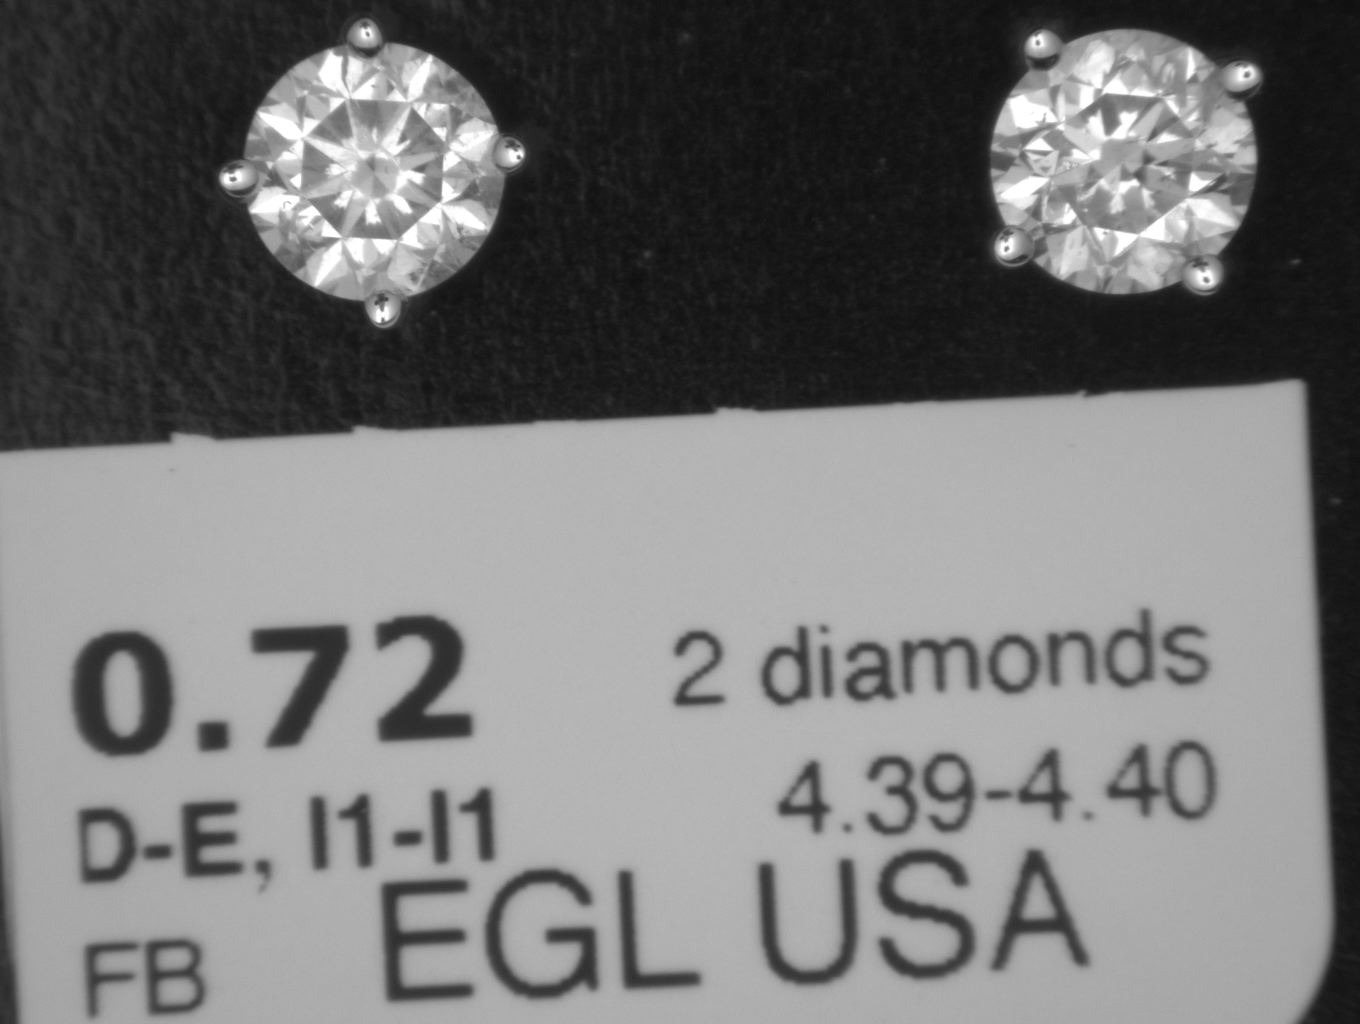 0.72 2 diamonds
4.39-4.40
D-E, I1-I1
FB EGL USA